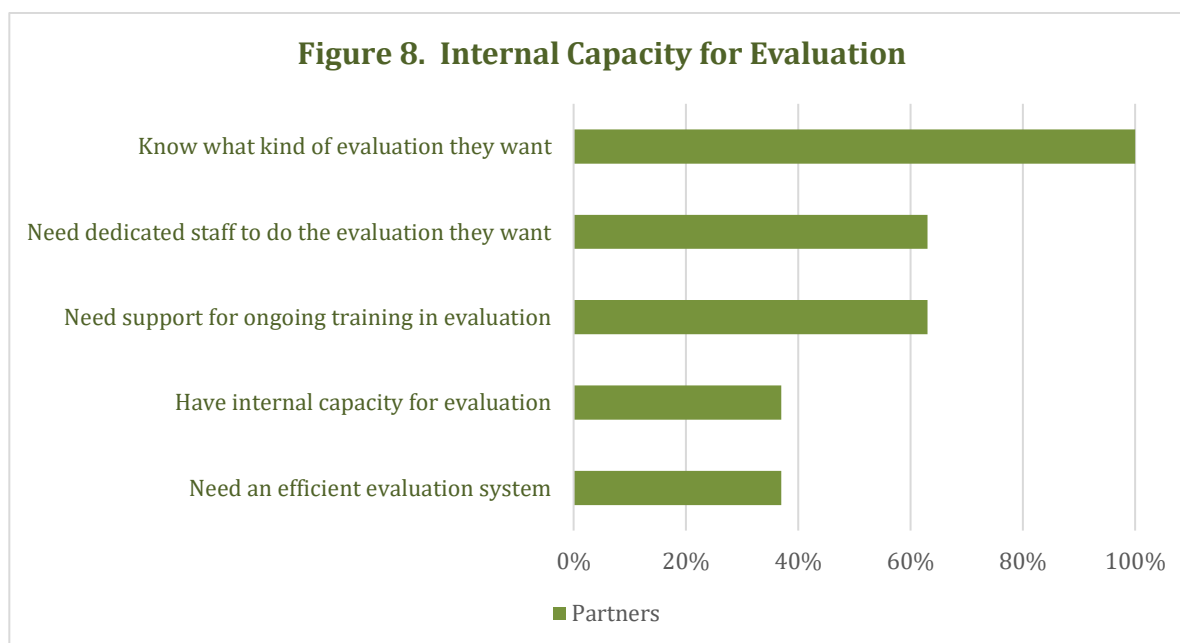 Figure 8.  Internal Capacity for Evaluation
Know what kind of evaluation they want
Need dedicated staff to do the evaluation they want
Need support for ongoing training in evaluation
Have internal capacity for evaluation
Need an efficient evaluation system
0% 20% 40% 60% 80% 100%
Partners